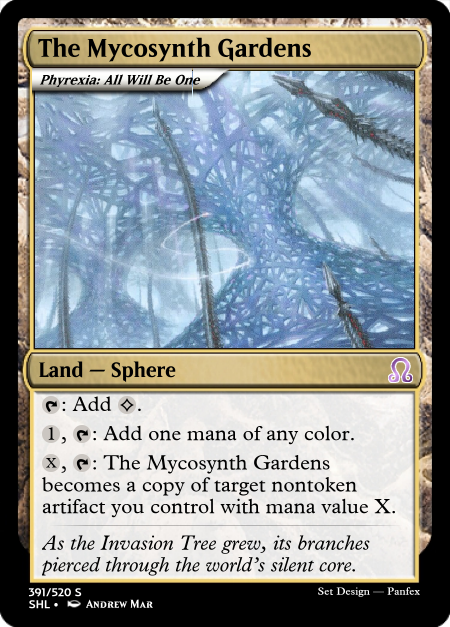 The Mycosynth Gardens
Phyrexia: All Will Be One
Land — Sphere
: Add .
1, : Add one mana of any color.
X, : The Mycosynth Gardens
becomes a copy of target nontoken
artifact you control with mana value X.
As the Invasion Tree grew, its branches
pierced through the world's silent core.
391/520 S Set Design — Panfex
SHL • Andrew Mar